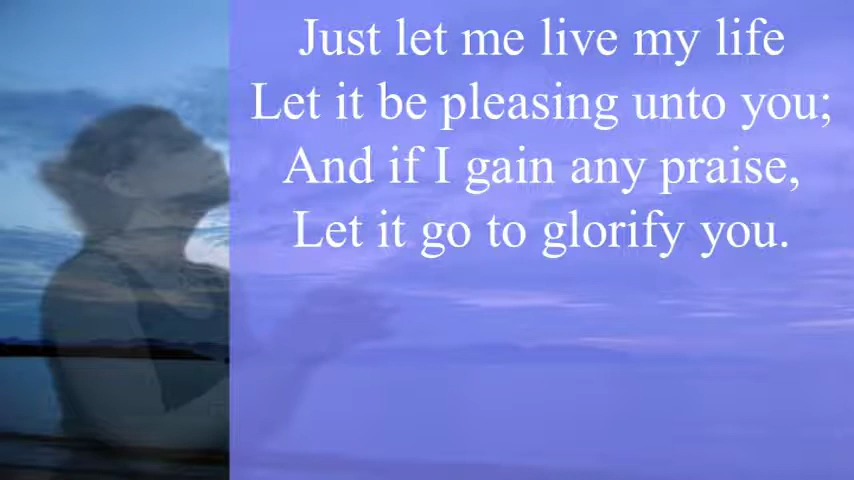 Just let me live my life
Let it be pleasing unto you;
And if I gain any praise,
Let it go to glorify you.